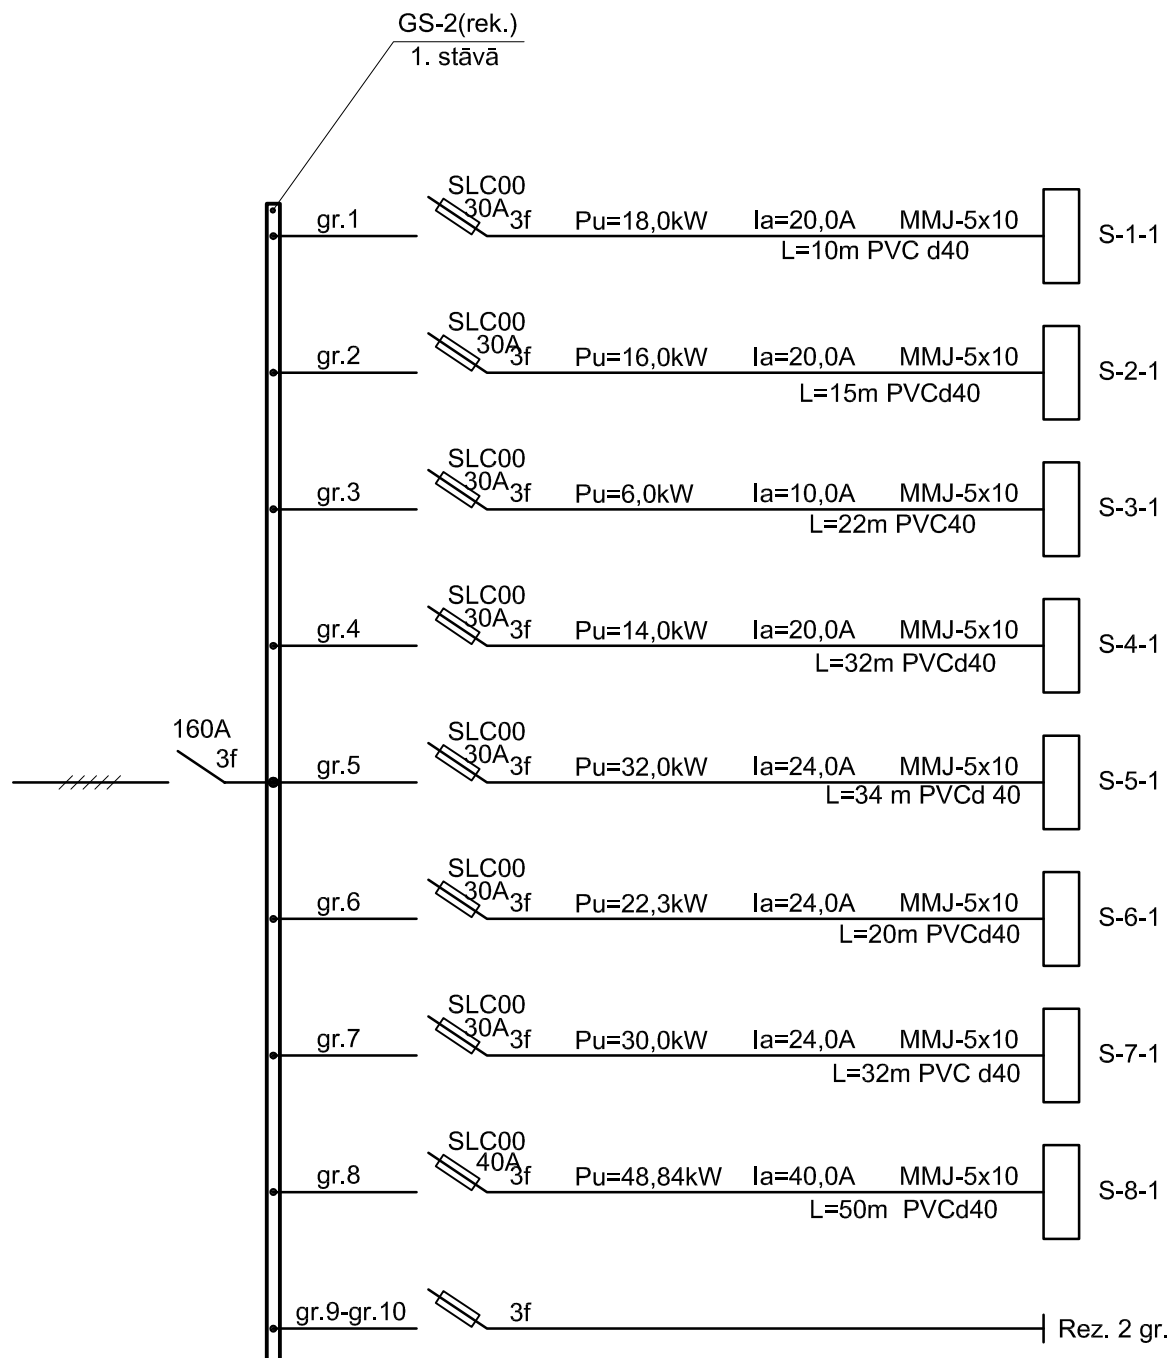 GS-2(rek.)
1. stāvā
gr.1
SLC00
30A
3f
Pu=18,0kW
Ia=20,0A
MMJ-5x10
L=10m PVC d40
S-1-1
gr.2
SLC00
30A
3f
Pu=16,0kW
Ia=20,0A
MMJ-5x10
L=15m PVCd40
S-2-1
gr.3
SLC00
30A
3f
Pu=6,0kW
Ia=10,0A
MMJ-5x10
L=22m PVC40
S-3-1
gr.4
SLC00
30A
3f
Pu=14,0kW
Ia=20,0A
MMJ-5x10
L=32m PVCd40
S-4-1
160A
3f
gr.5
SLC00
30A
3f
Pu=32,0kW
Ia=24,0A
MMJ-5x10
L=34 m PVCd 40
S-5-1
gr.6
SLC00
30A
3f
Pu=22,3kW
Ia=24,0A
MMJ-5x10
L=20m PVCd40
S-6-1
gr.7
SLC00
30A
3f
Pu=30,0kW
Ia=24,0A
MMJ-5x10
L=32m PVC d40
S-7-1
gr.8
SLC00
40A
3f
Pu=48,84kW
Ia=40,0A
MMJ-5x10
L=50m PVCd40
S-8-1
gr.9-gr.10
3f
Rez. 2 gr.